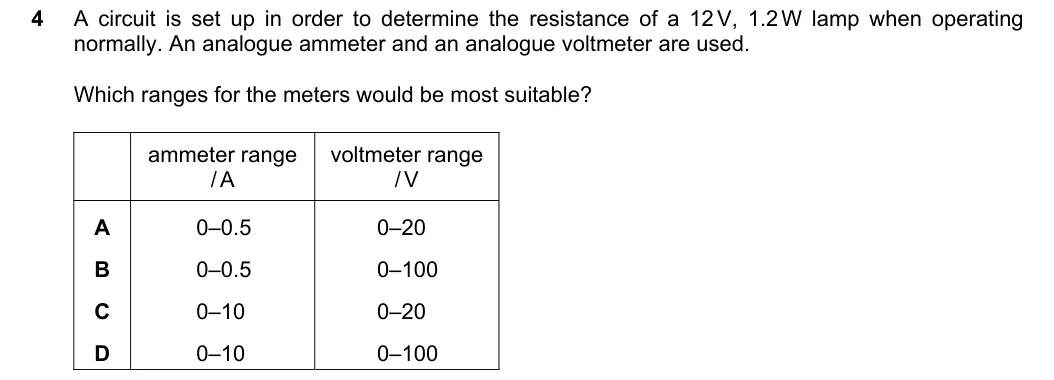 4 A circuit is set up in order to determine the resistance of a 12 V, 1.2 W lamp when operating
normally. An analogue ammeter and an analogue voltmeter are used.
Which ranges for the meters would be most suitable?
ammeter range voltmeter range
/ A / V
A 0–0.5 0–20
B 0–0.5 0–100
C 0–10 0–20
D 0–10 0–100